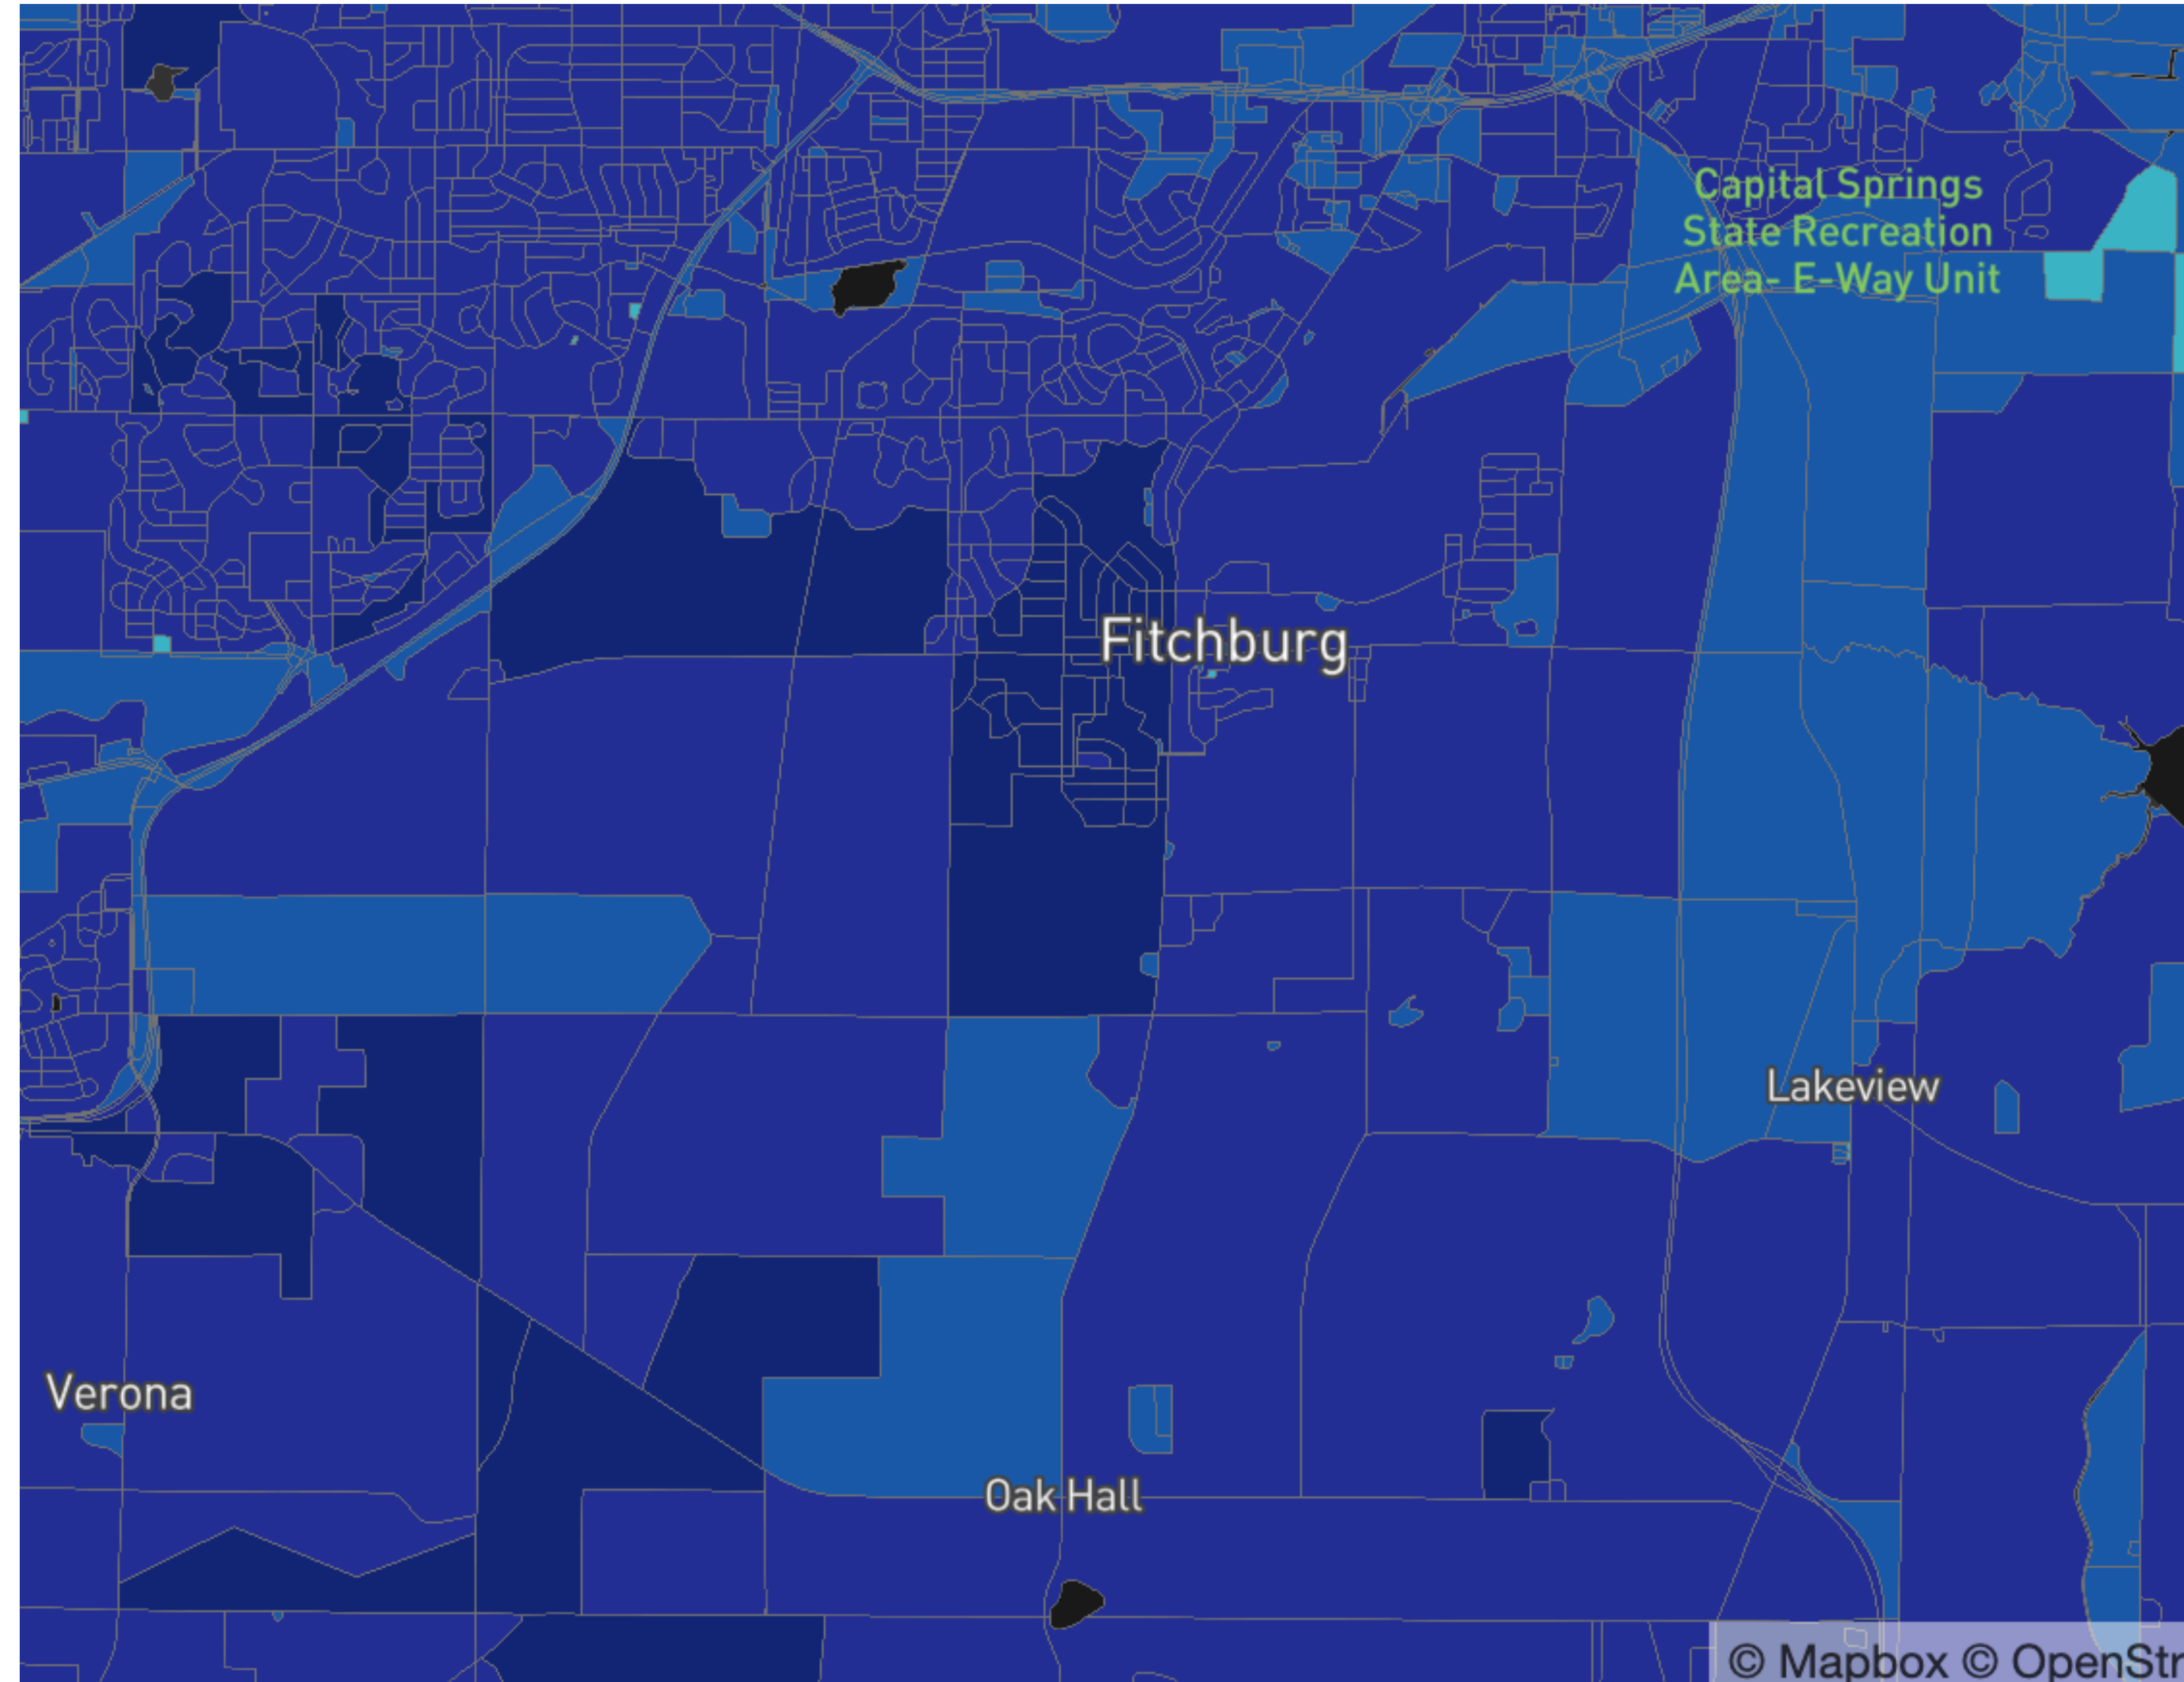 Capital Springs
State Recreation
Area- E-Way Unit
Fitchburg
Lakeview
Verona
Oak Hall
© Mapbox © OpenStr